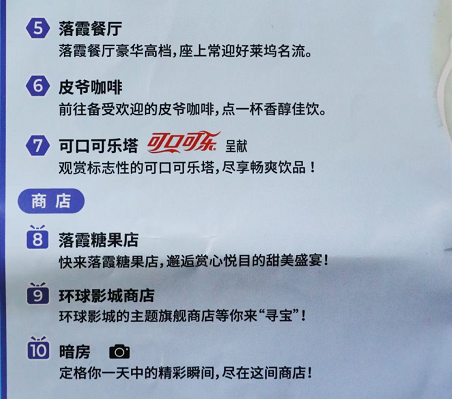 5 落霞餐厅
落霞餐厅豪华高档，座上常迎好莱坞名流。
6 皮爷咖啡
前往备受欢迎的皮爷咖啡，点一杯香醇佳饮。
7 可口可乐塔 可口可乐 呈献
观赏标志性的可口可乐塔，尽享畅爽饮品！
商店
8 落霞糖果店
快来落霞糖果店，邂逅赏心悦目的甜美盛宴！
9 环球影城商店
环球影城的主题旗舰商店等你来“寻宝”！
10 暗房
定格你一天中的精彩瞬间，尽在这间商店！